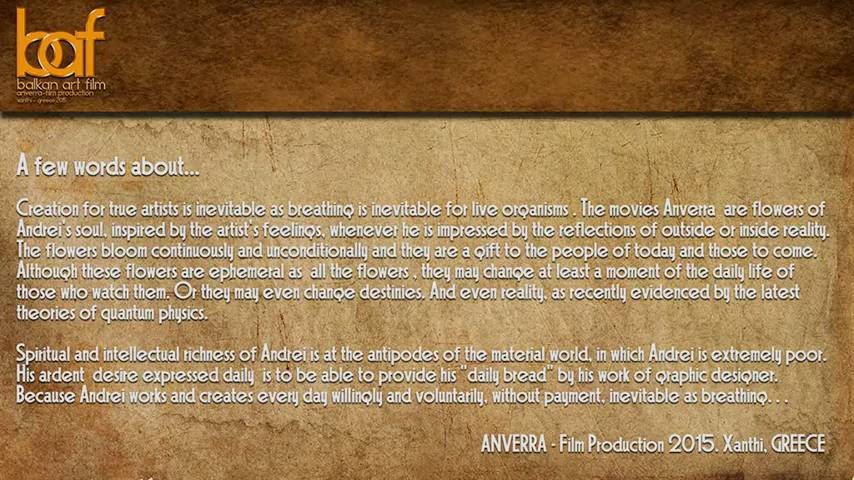 baf
balkan art film
anverra-film production
xanthi - greece 2015
A few words about...
Creation for true artists is inevitable as breathing is inevitable for live organisms . The movies Anverra are flowers of
Andrei's soul, inspired by the artist's feelings, whenever he is impressed by the reflections of outside or inside reality.
The flowers bloom continuously and unconditionally and they are a gift to the people of today and those to come.
Although these flowers are ephemeral as all the flowers , they may change at least a moment of the daily life of
those who watch them. Or they may even change destinies. And even reality, as recently evidenced by the latest
theories of quantum physics.
Spiritual and intellectual richness of Andrei is at the antipodes of the material world, in which Andrei is extremely poor.
His ardent desire expressed daily is to be able to provide his "daily bread" by his work of graphic designer.
Because Andrei works and creates every day willingly and voluntarily, without payment, inevitable as breathing. . .
ANVERRA - Film Production 2015. Xanthi, GREECE